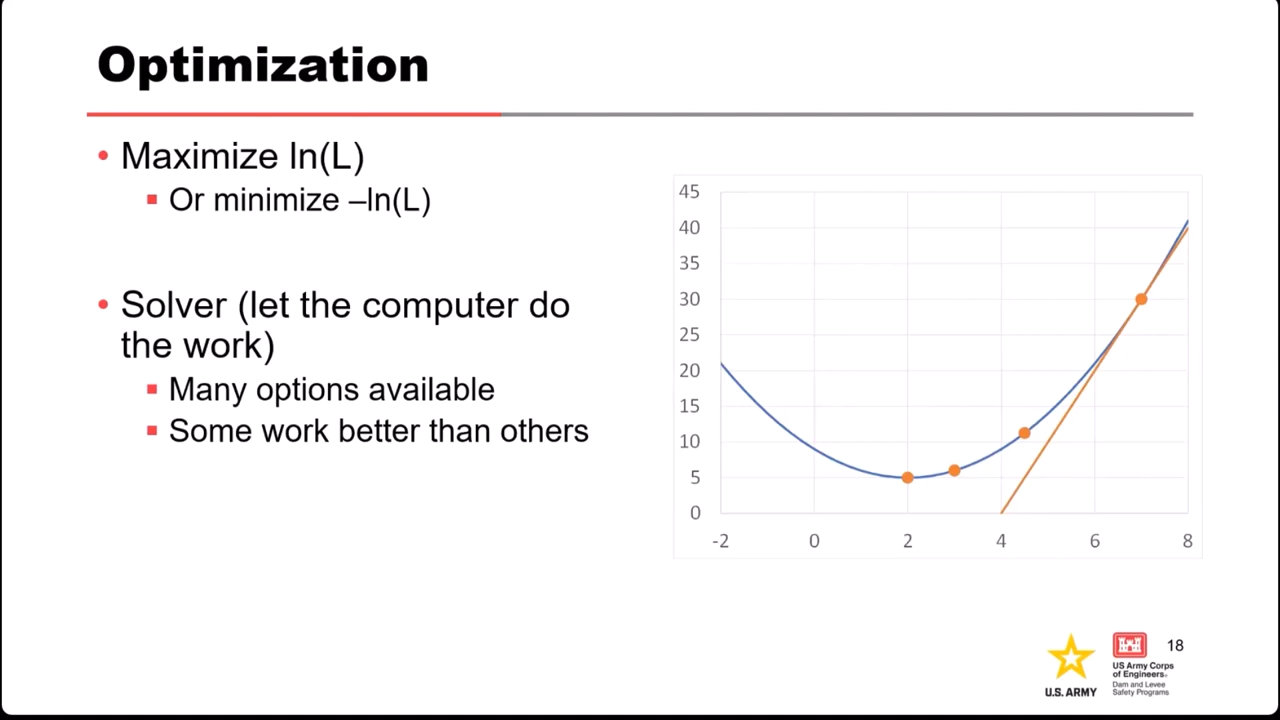 Optimization
• Maximize ln(L)
▪ Or minimize –ln(L)
• Solver (let the computer do
the work)
▪ Many options available
▪ Some work better than others
45
40
35
30
25
20
15
10
5
0
-2 0 2 4 6 8
U.S. ARMY
US Army Corps
of Engineers®
Dam and Levee
Safety Programs
18